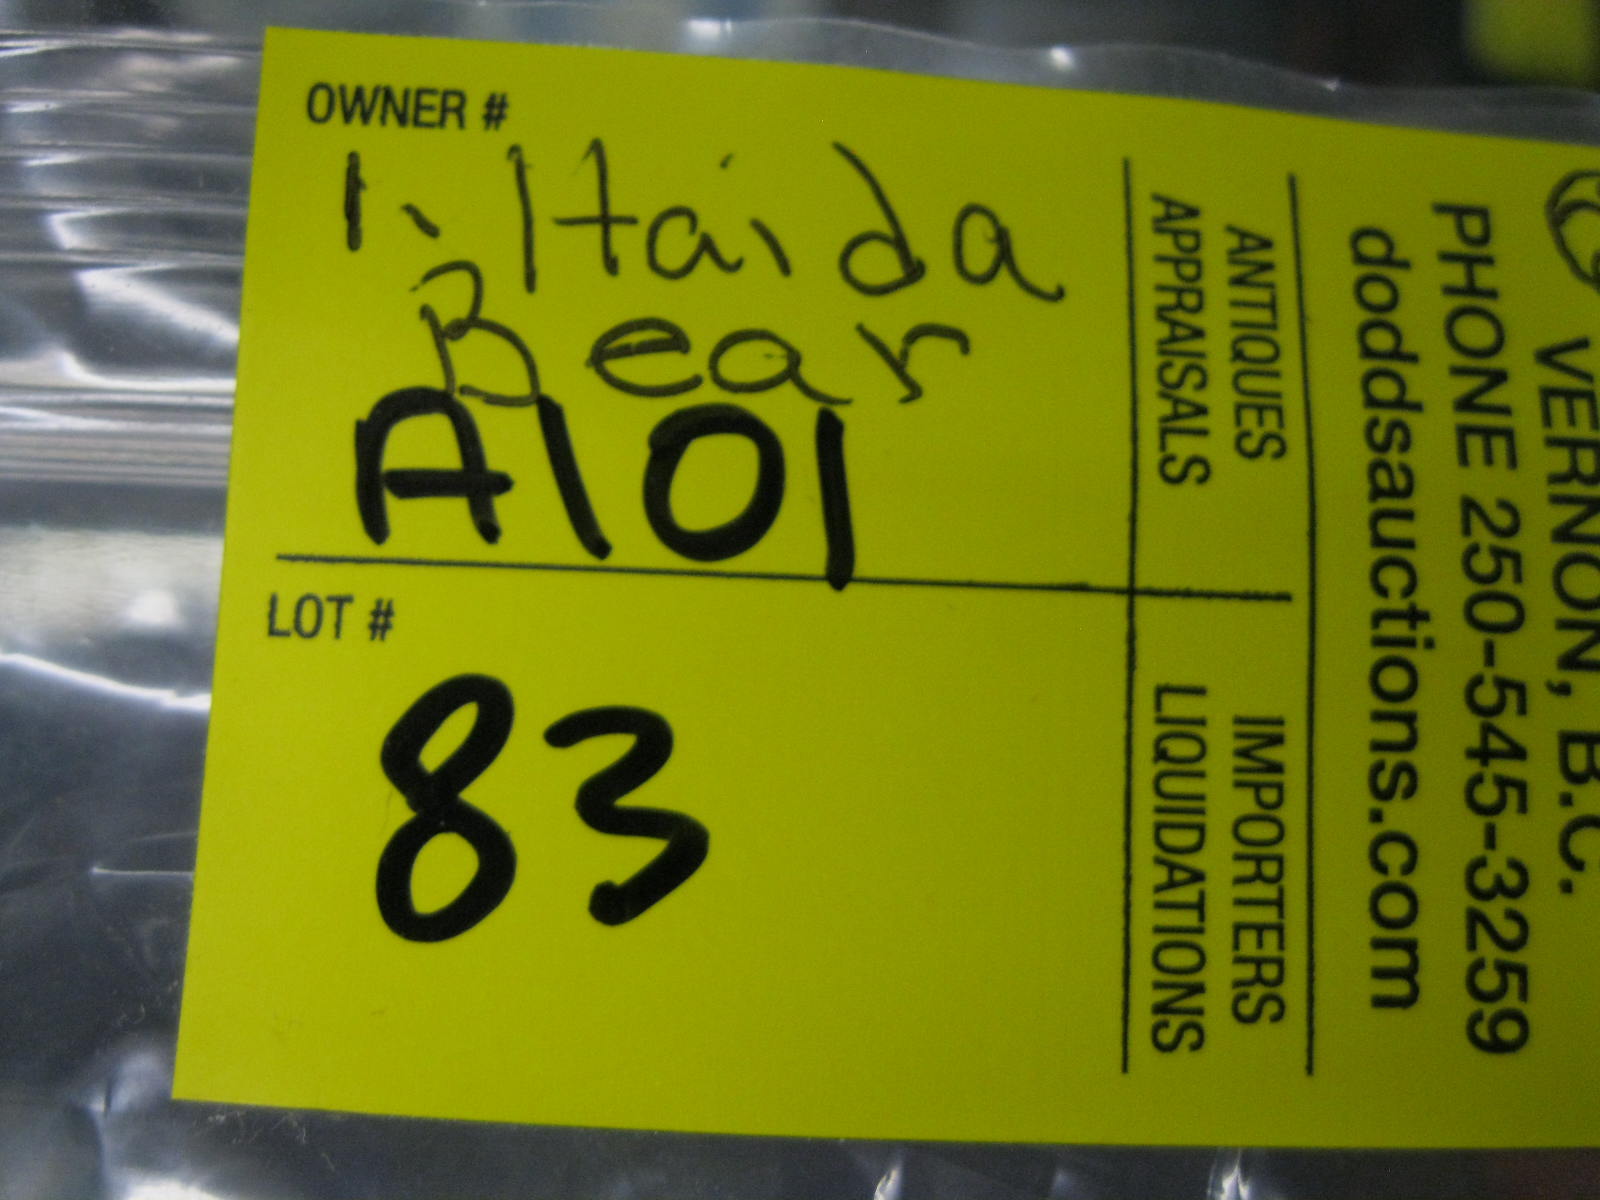 OWNER #
1. Haida
Bear
A101
LOT #
83
ANTIQUES
APPRAISALS
IMPORTERS
LIQUIDATIONS
VERNON, B.C.
PHONE 250-545-3259
doddsauctions.com